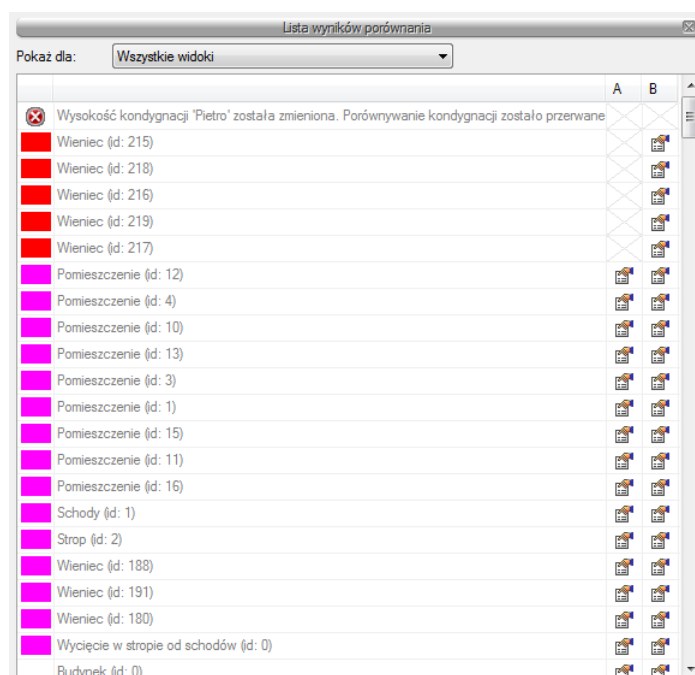 Lista wyników porównania
Pokaż dla: Wszystkie widoki
A B
Wysokość kondygnacji 'Pietro' została zmieniona. Porównywanie kondygnacji zostało przerwane
Wieniec (id: 215)
Wieniec (id: 218)
Wieniec (id: 216)
Wieniec (id: 219)
Wieniec (id: 217)
Pomieszczenie (id: 12)
Pomieszczenie (id: 4)
Pomieszczenie (id: 10)
Pomieszczenie (id: 13)
Pomieszczenie (id: 3)
Pomieszczenie (id: 1)
Pomieszczenie (id: 15)
Pomieszczenie (id: 11)
Pomieszczenie (id: 16)
Schody (id: 1)
Strop (id: 2)
Wieniec (id: 188)
Wieniec (id: 191)
Wieniec (id: 180)
Wycięcie w stropie od schodów (id: 0)
Budynek (id: 0)